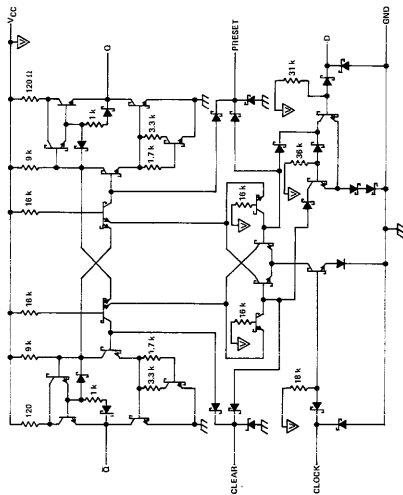 VCC
Q
PRESET
D
GND
120 Ω
1 k
3.3 k
1.7 k
31 k
9 k
36 k
16 k
16 k
16 k
16 k
9 k
1.7 k
3.3 k
1 k
120
18 k
Q̄
CLEAR
CLOCK